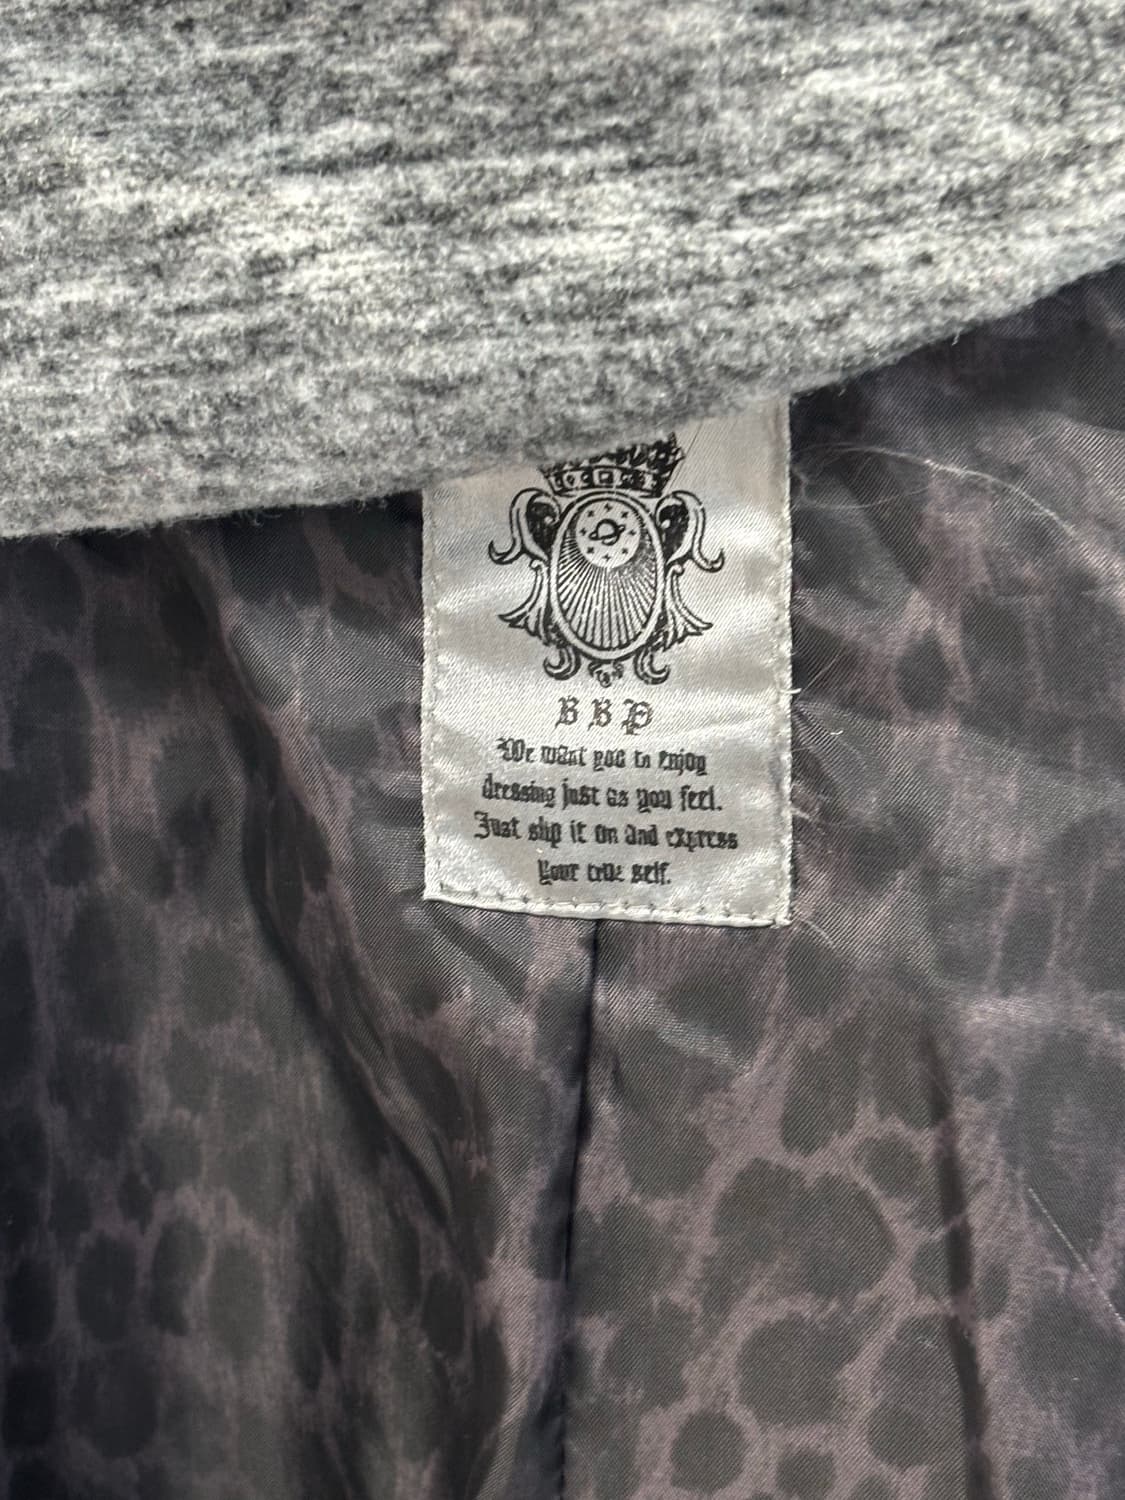 B B P
We want you to enjoy
dressing just as you feel.
Just slip it on and express
Your true self.